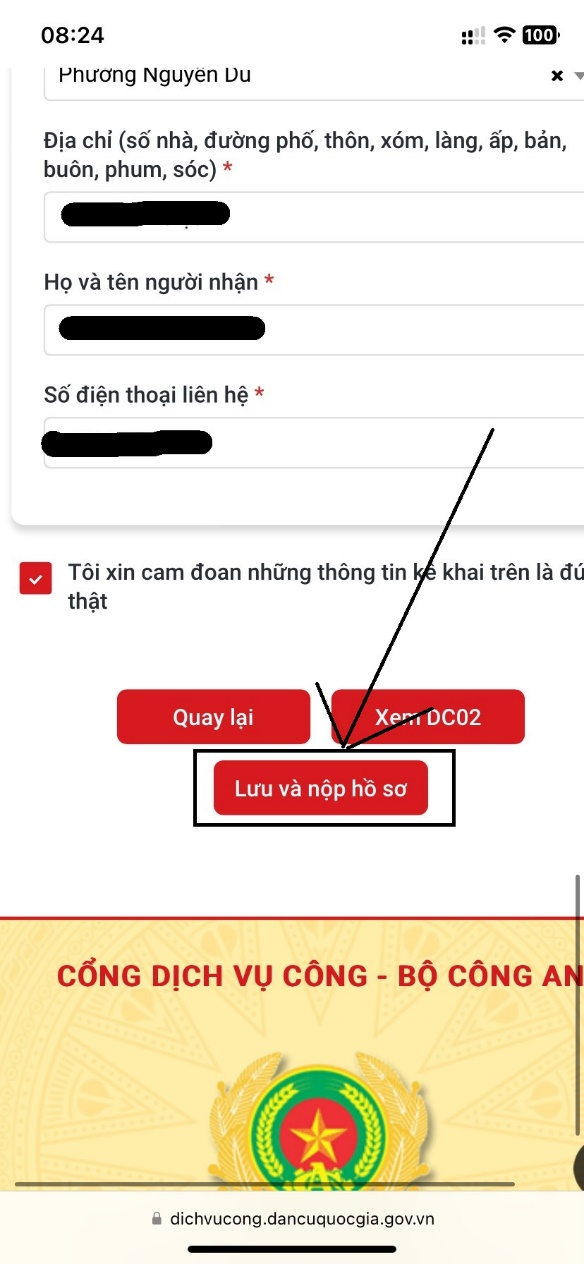 08:24
100
Phường Nguyễn Du
Địa chỉ (số nhà, đường phố, thôn, xóm, làng, ấp, bản,
buôn, phum, sóc) *
Họ và tên người nhận *
Số điện thoại liên hệ *
Tôi xin cam đoan những thông tin kê khai trên là đú
thật
Quay lại
Xem DC02
Lưu và nộp hồ sơ
CỔNG DỊCH VỤ CÔNG - BỘ CÔNG AN
dichvucong.dancuquocgia.gov.vn